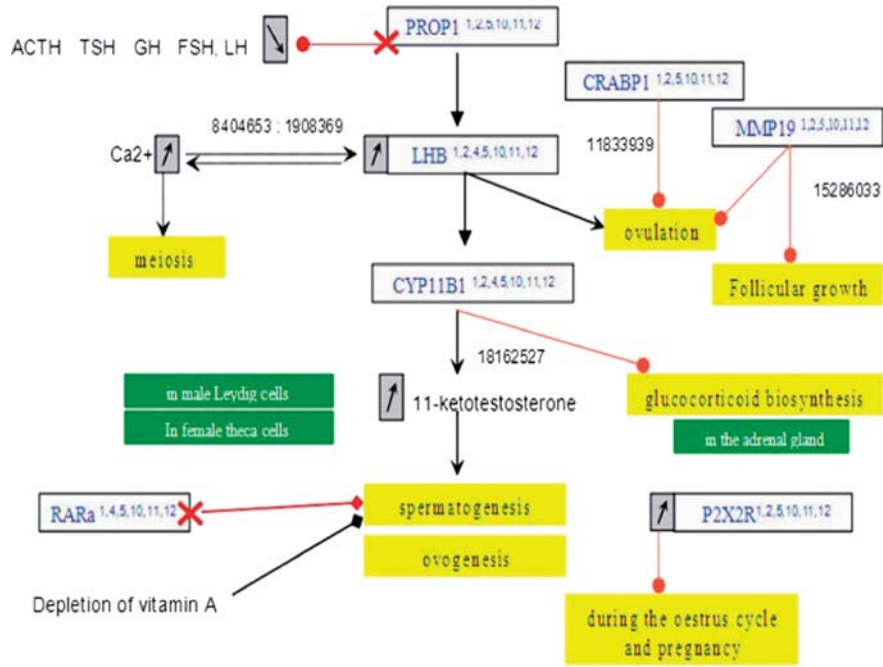 PROP1 1,2,5,10,11,12
ACTH TSH GH FSH, LH
CRABP1 1,2,5,10,11,12
MMP19 1,2,5,10,11,12
8404653 ; 1908369
11833939
Ca2+
LHB 1,2,4,5,10,11,12
15286033
meiosis
ovulation
CYP11B1 1,2,4,5,10,11,12
Follicular growth
18162527
in male Leydig cells
11-ketotestosterone
glucocorticoid biosynthesis
In female theca cells
in the adrenal gland
RARa 1,4,5,10,11,12
spermatogenesis
P2X2R 1,2,5,10,11,12
ovogenesis
Depletion of vitamin A
during the oestrus cycle
and pregnancy